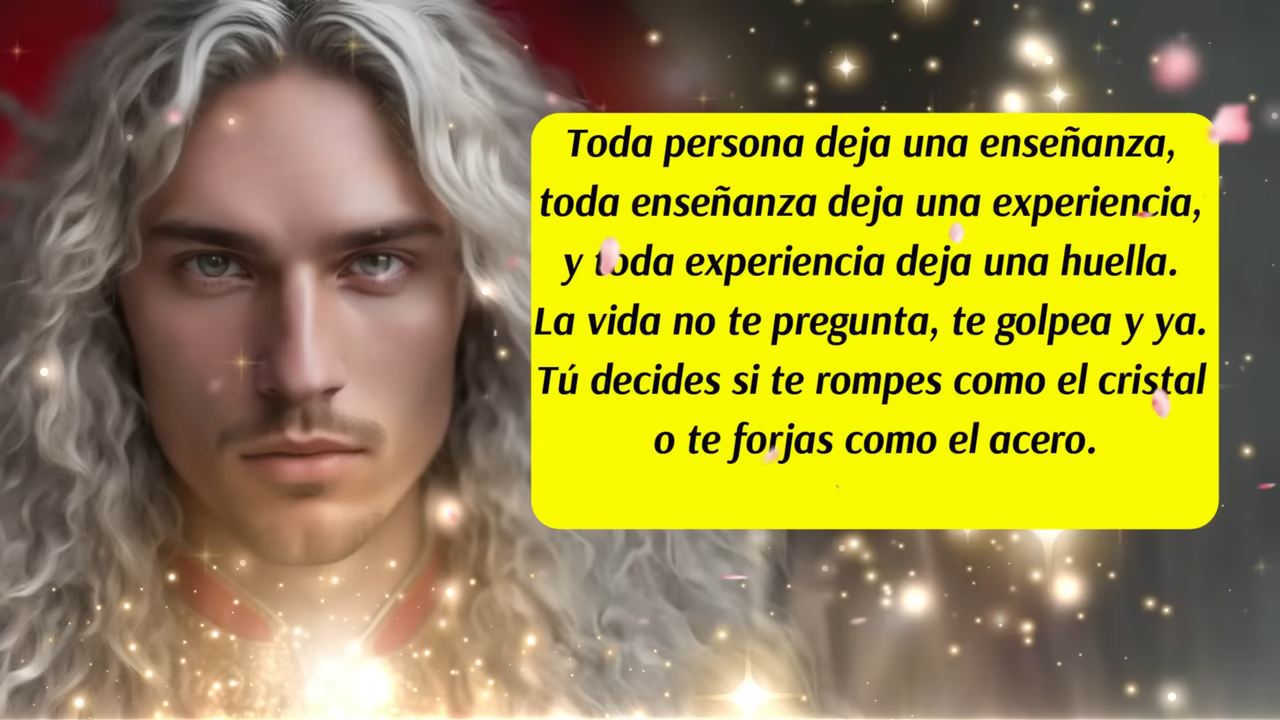 Toda persona deja una enseñanza,
toda enseñanza deja una experiencia,
y toda experiencia deja una huella.
La vida no te pregunta, te golpea y ya.
Tú decides si te rompes como el cristal
o te forjas como el acero.